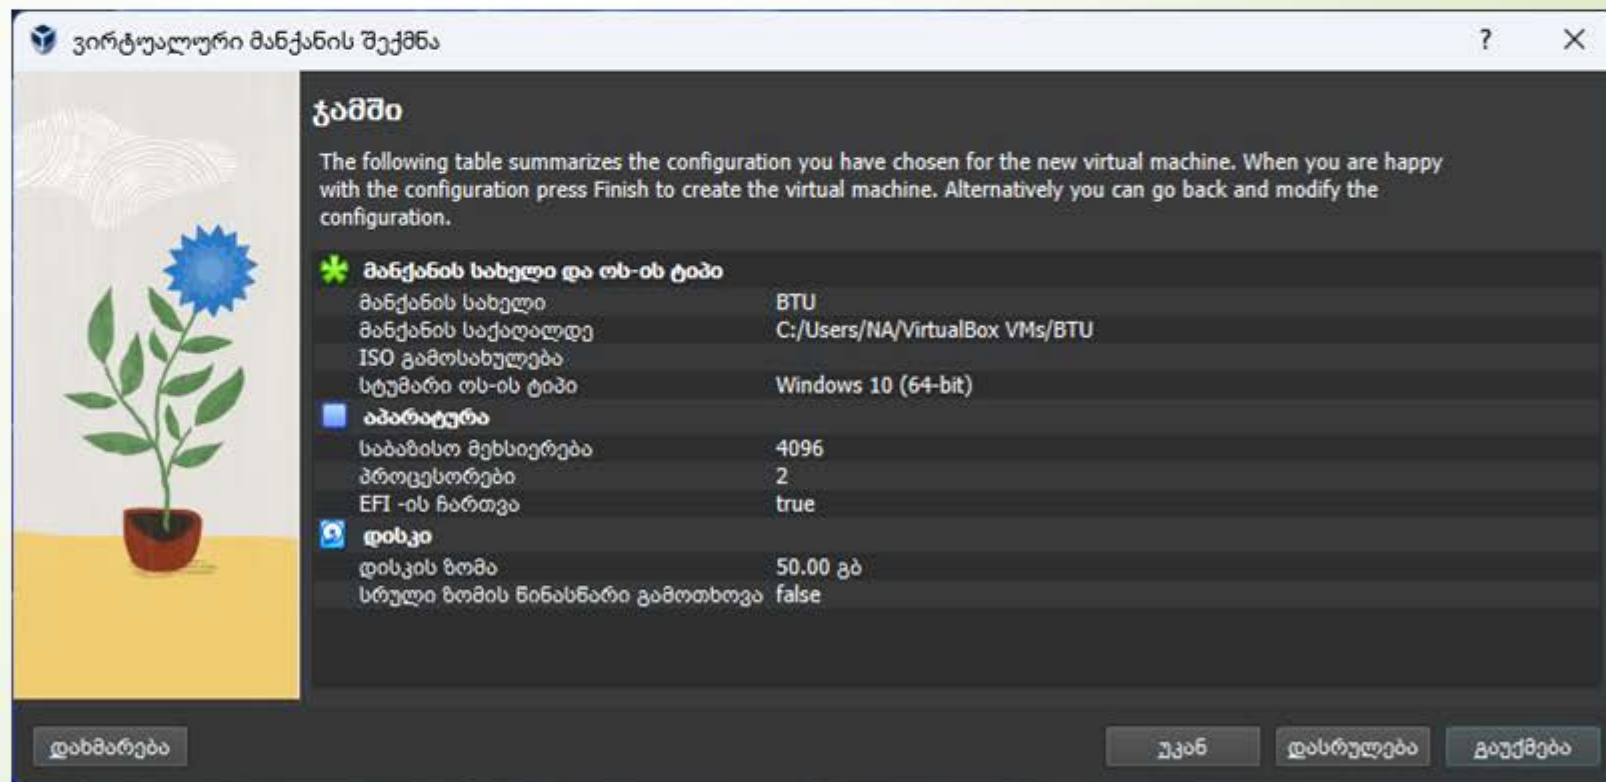 ვირტუალური მანქანის შექმნა
?
ჯამში
The following table summarizes the configuration you have chosen for the new virtual machine. When you are happy
with the configuration press Finish to create the virtual machine. Alternatively you can go back and modify the
configuration.
მანქანის სახელი და ოს-ის ტიპი
მანქანის სახელი BTU
მანქანის საქაღალდე C:/Users/NA/VirtualBox VMs/BTU
ISO გამოსახულება
სტუმარი ოს-ის ტიპი Windows 10 (64-bit)
აპარატურა
საბაზისო მეხსიერება 4096
პროცესორები 2
EFI -ის ჩართვა true
დისკი
დისკის ზომა 50.00 გბ
სრული ზომის წინასწარი გამოთხოვა false
დახმარება უკან დასრულება გაუქმება